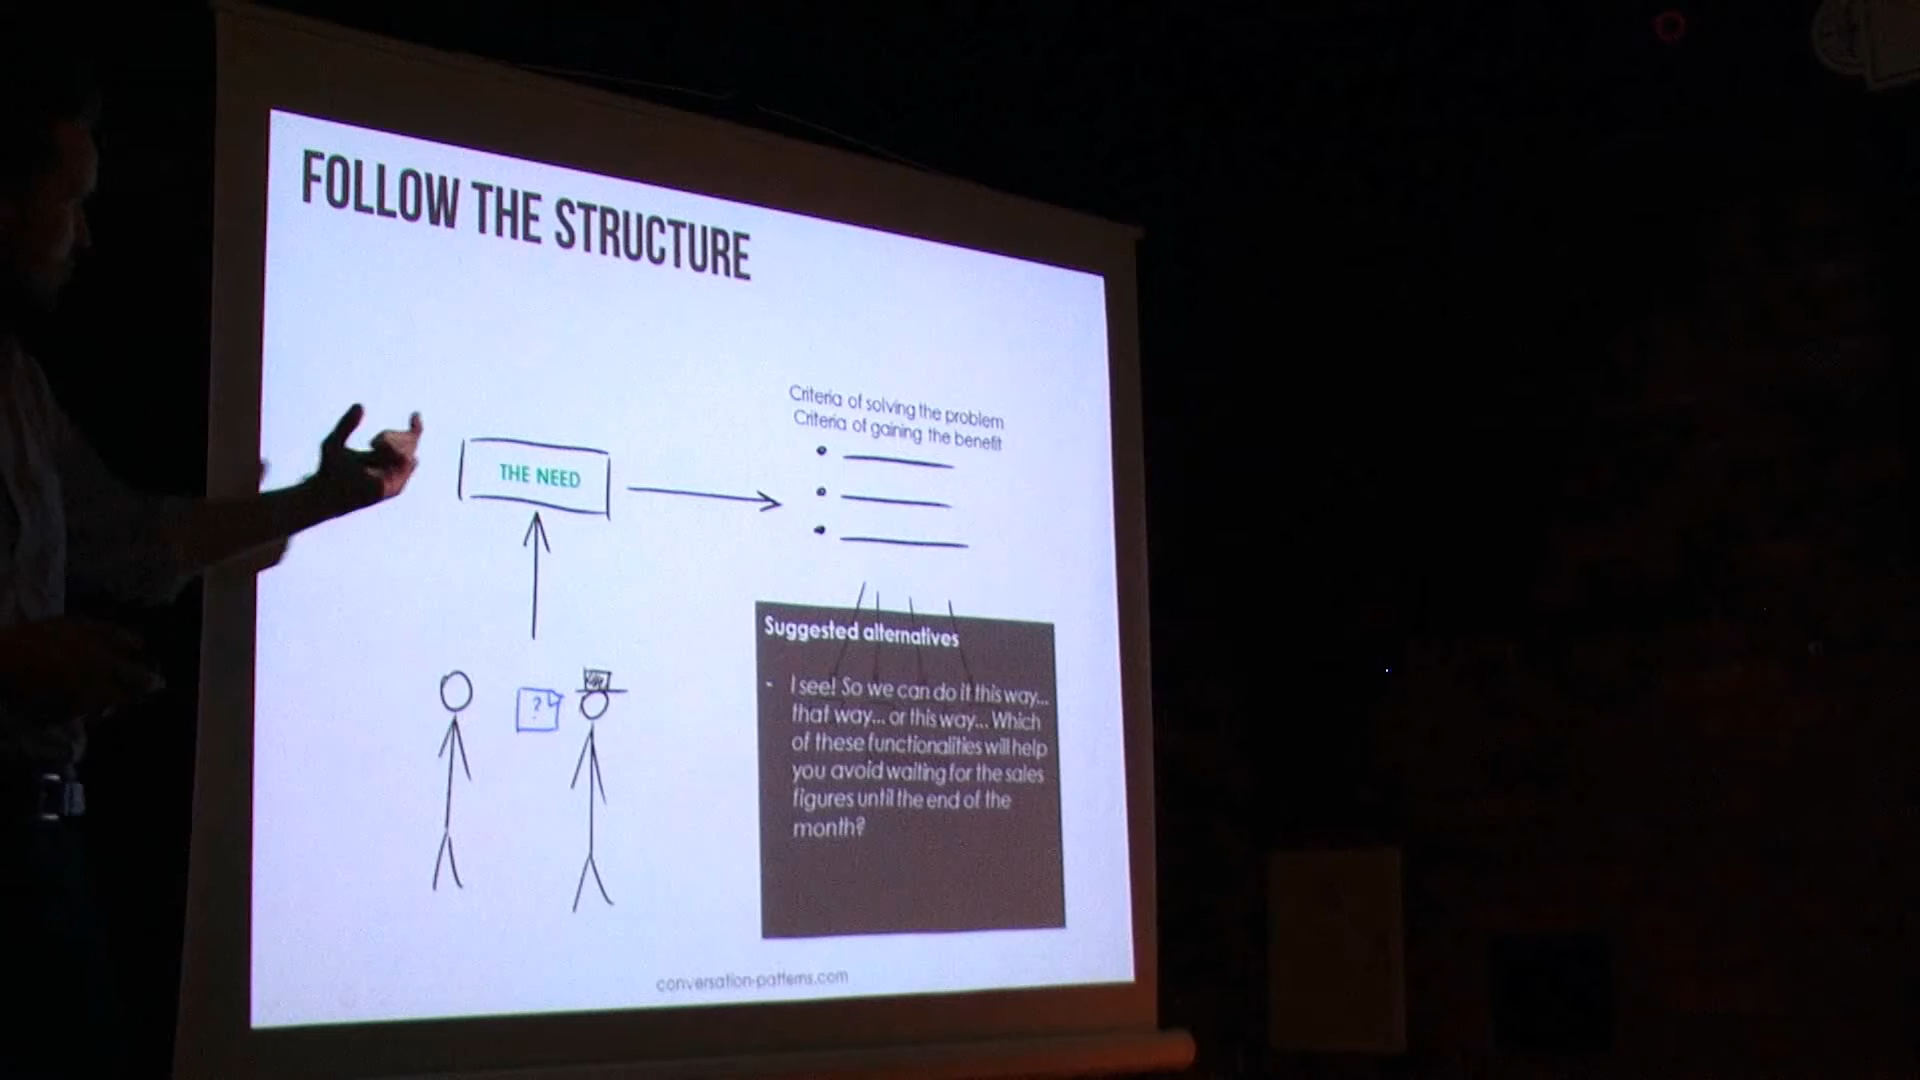 FOLLOW THE STRUCTURE
Criteria of solving the problem
Criteria of gaining the benefit
THE NEED
?
Suggested alternatives
- I see! So we can do it this way...
that way... or this way... Which
of these functionalities will help
you avoid waiting for the sales
figures until the end of the
month?
conversation-patterns.com